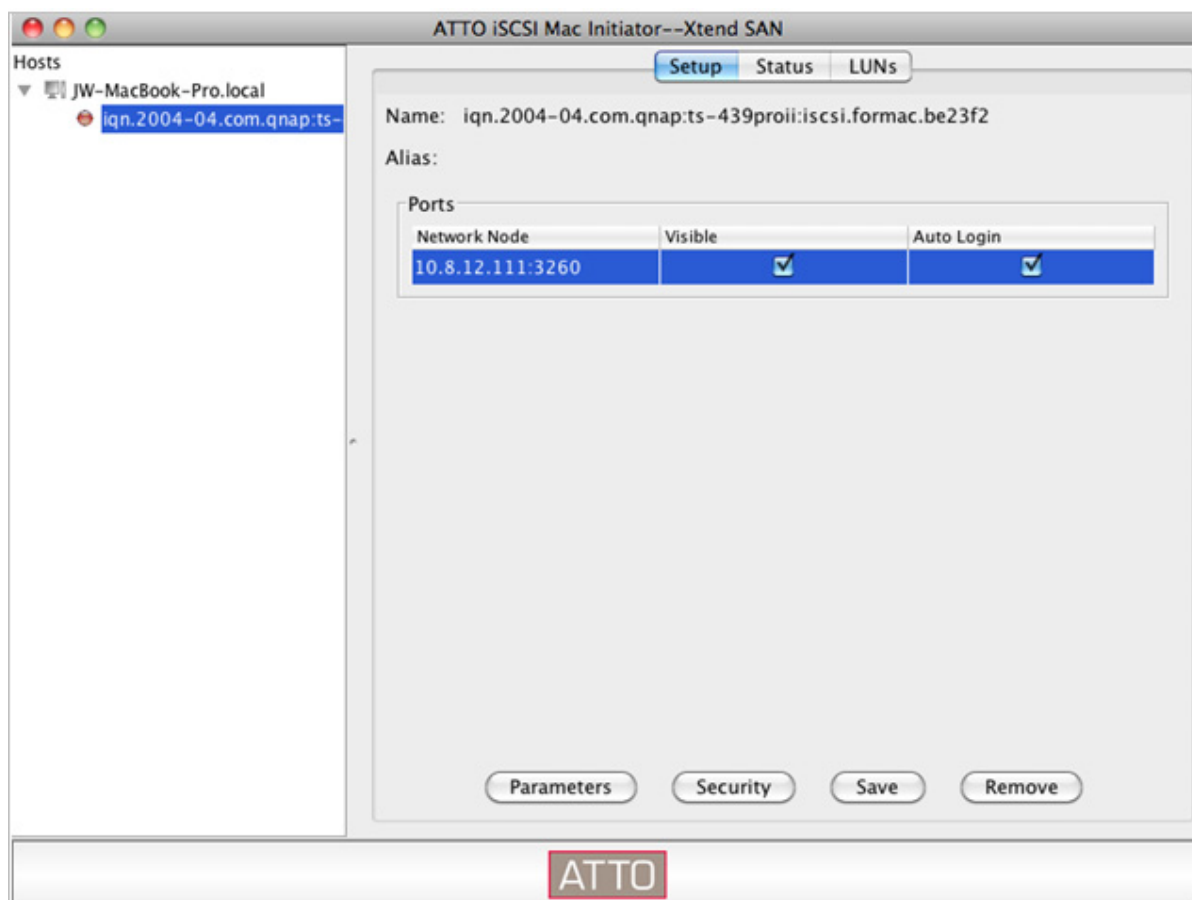 ATTO iSCSI Mac Initiator--Xtend SAN
Hosts
JW-MacBook-Pro.local
iqn.2004-04.com.qnap:ts-
Setup Status LUNs
Name: iqn.2004-04.com.qnap:ts-439proii:iscsi.formac.be23f2
Alias:
Ports
Network Node Visible Auto Login
10.8.12.111:3260
Parameters Security Save Remove
ATTO